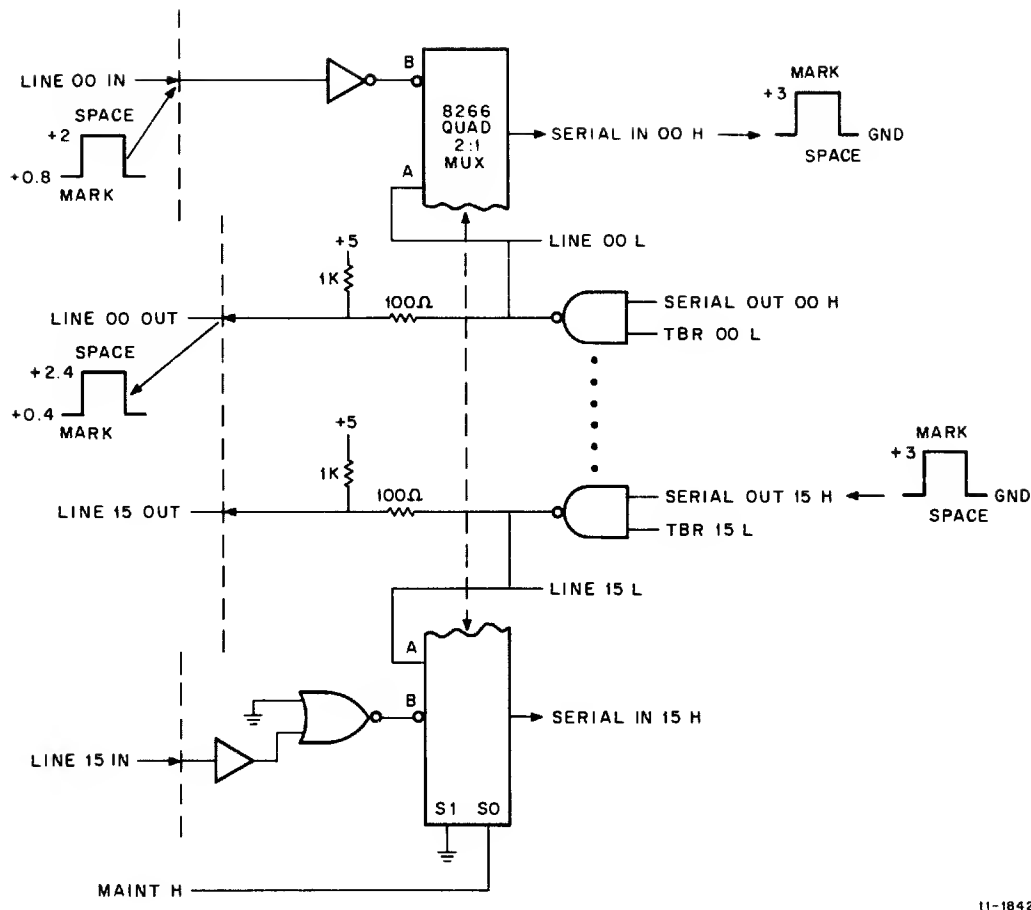 LINE 00 IN
SPACE
+2
+0.8
MARK
B
A
8266
QUAD
2:1
MUX
SERIAL IN 00 H
MARK
+3
GND
SPACE
LINE 00 L
+5
1K
100Ω
LINE 00 OUT
SERIAL OUT 00 H
TBR 00 L
SPACE
+2.4
+0.4
MARK
+5
1K
100Ω
LINE 15 OUT
SERIAL OUT 15 H
TBR 15 L
MARK
+3
GND
SPACE
LINE 15 L
A
B
SERIAL IN 15 H
LINE 15 IN
S1 S0
MAINT H
11-1842